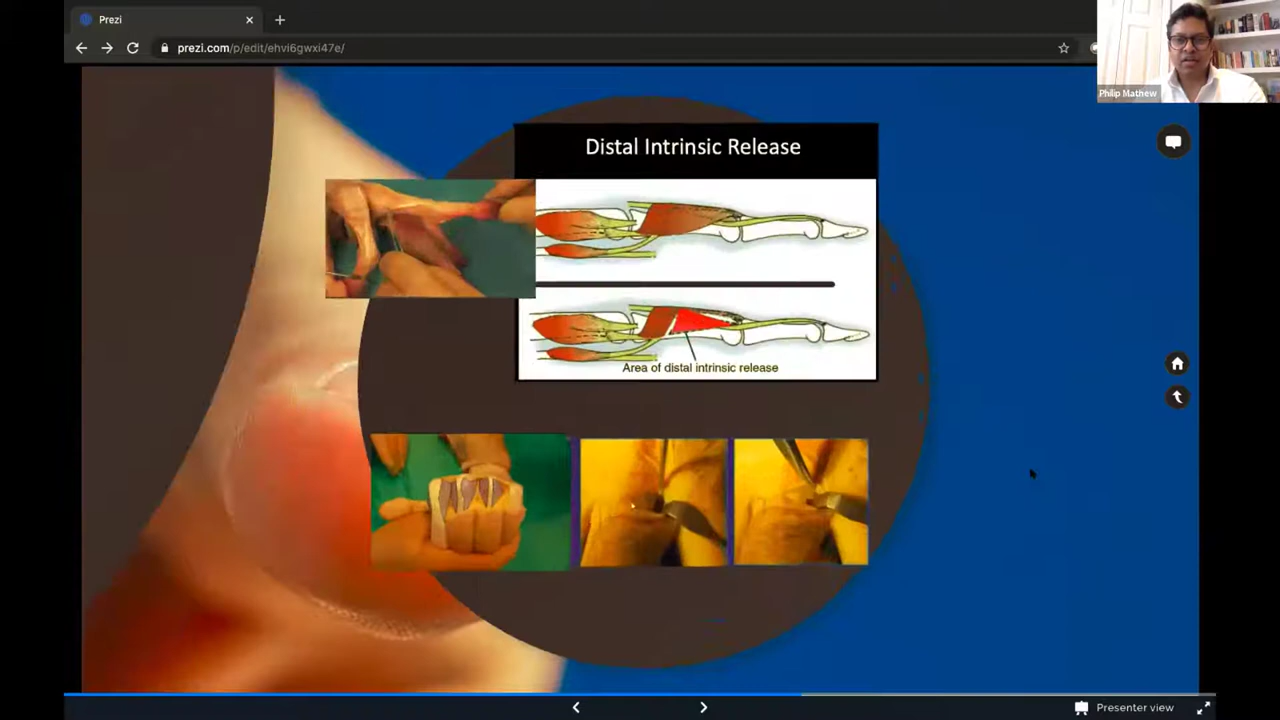 Prezi
prezi.com/p/edit/ehvi6gwxi47e/
Philip Mathew
Distal Intrinsic Release
Area of distal intrinsic release
Presenter view